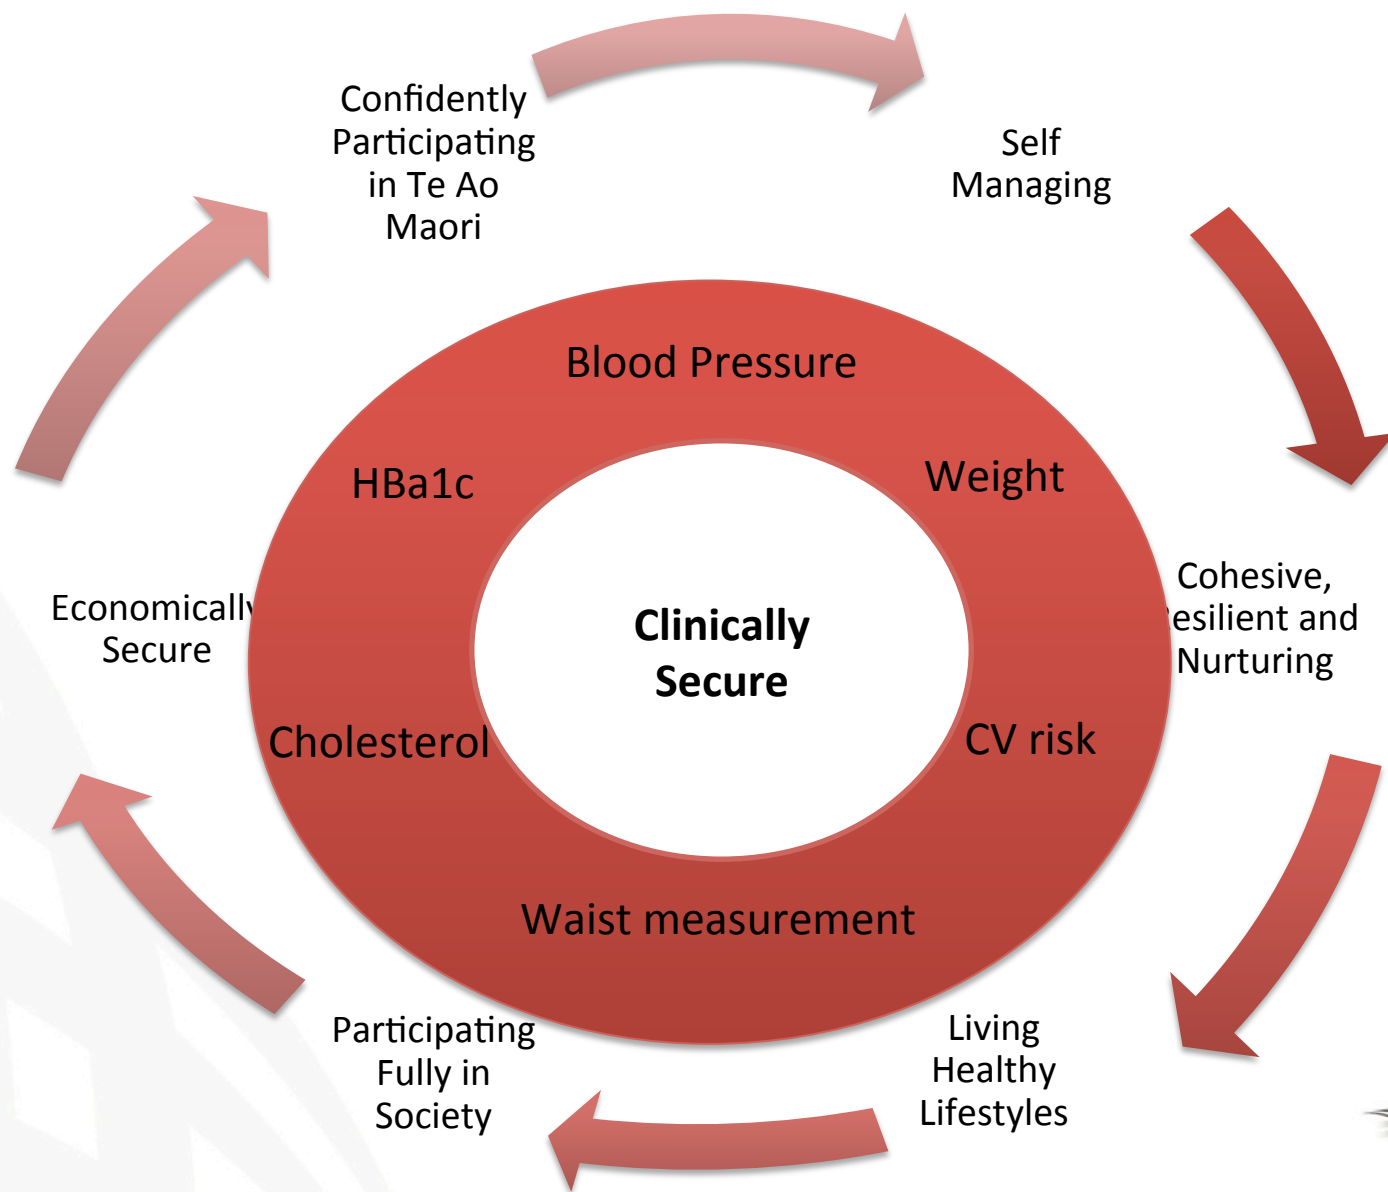 Confidently
Participating
in Te Ao
Maori
Self
Managing
Blood Pressure
HBa1c
Weight
Cohesive,
esilient and
Nurturing
Economically
Secure
Clinically
Secure
Cholesterol
CV risk
Waist measurement
Participating
Fully in
Society
Living
Healthy
Lifestyles